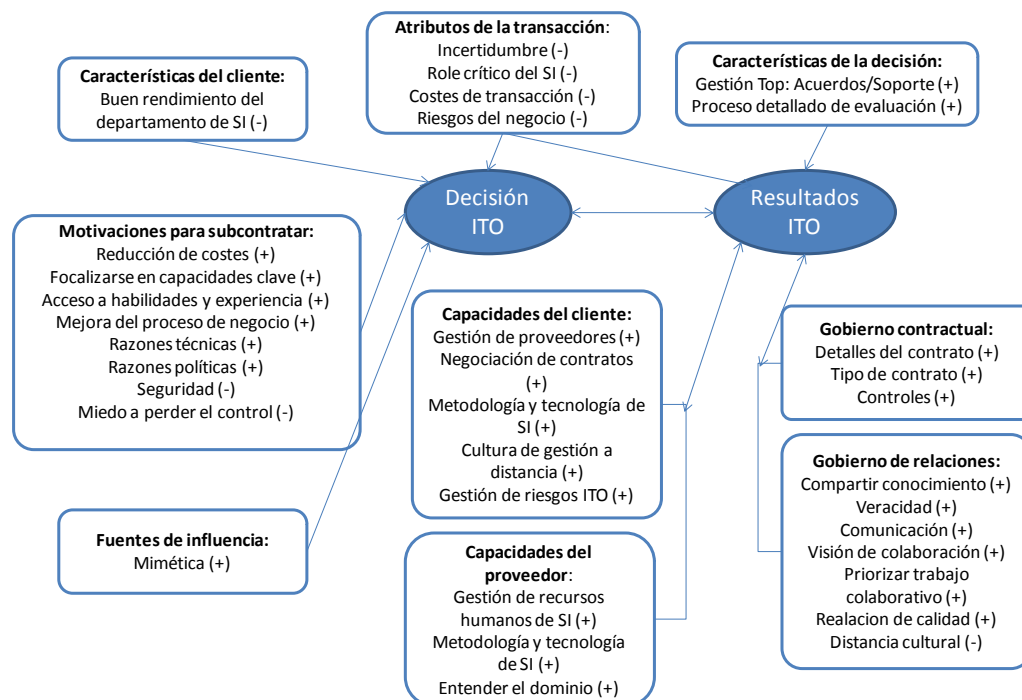 Atributos de la transacción:
Incertidumbre (-)
Role crítico del SI (-)
Costes de transacción (-)
Riesgos del negocio (-)
Características del cliente:
Buen rendimiento del
departamento de SI (-)
Características de la decisión:
Gestión Top: Acuerdos/Soporte (+)
Proceso detallado de evaluación (+)
Decisión
ITO
Resultados
ITO
Motivaciones para subcontratar:
Reducción de costes (+)
Focalizarse en capacidades clave (+)
Acceso a habilidades y experiencia (+)
Mejora del proceso de negocio (+)
Razones técnicas (+)
Razones políticas (+)
Seguridad (-)
Miedo a perder el control (-)
Capacidades del cliente:
Gestión de proveedores (+)
Negociación de contratos
(+)
Metodología y tecnología de
SI (+)
Cultura de gestión a
distancia (+)
Gestión de riesgos ITO (+)
Gobierno contractual:
Detalles del contrato (+)
Tipo de contrato (+)
Controles (+)
Fuentes de influencia:
Mimética (+)
Capacidades del
proveedor:
Gestión de recursos
humanos de SI (+)
Metodología y tecnología
de SI (+)
Entender el dominio (+)
Gobierno de relaciones:
Compartir conocimiento (+)
Veracidad (+)
Comunicación (+)
Visión de colaboración (+)
Priorizar trabajo
colaborativo (+)
Realacion de calidad (+)
Distancia cultural (-)